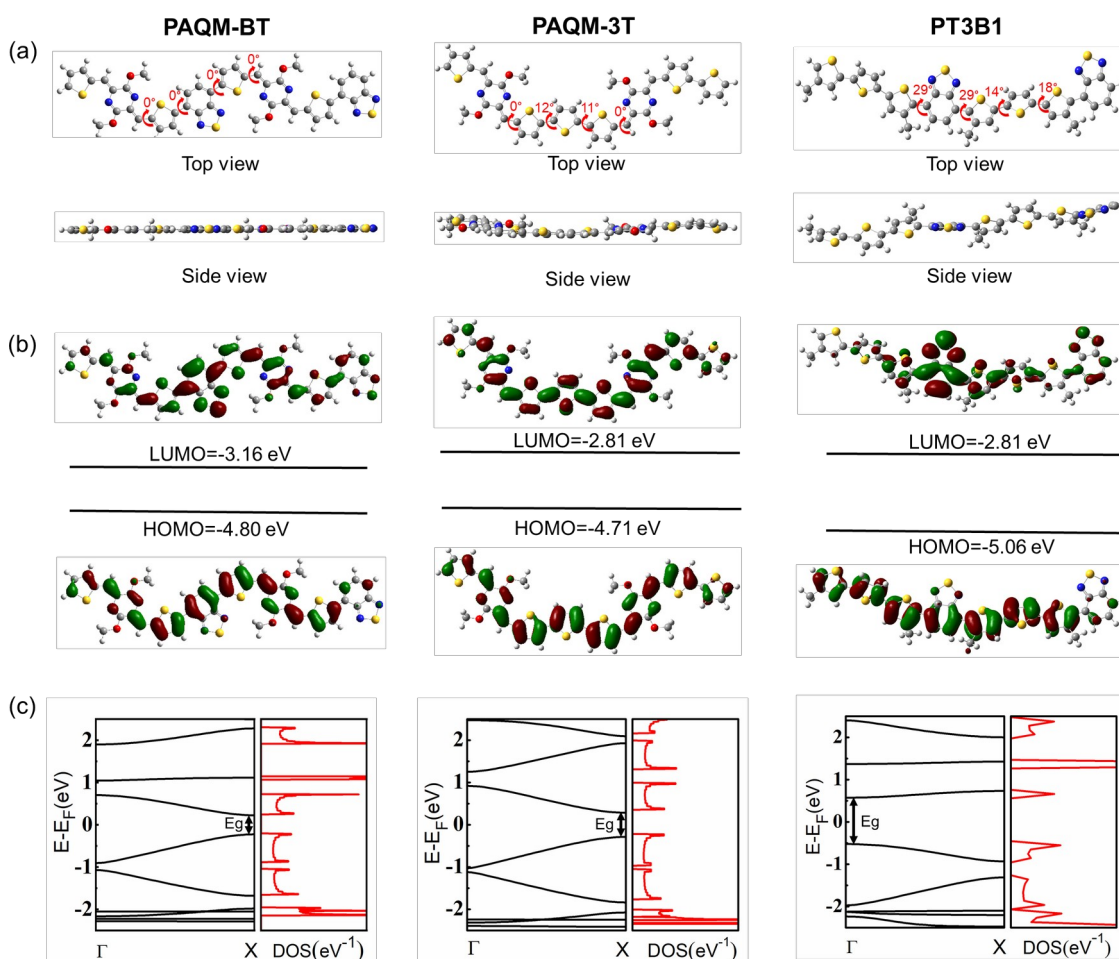 PAQM-BT
PAQM-3T
PT3B1
(a)
0°
0°
0°
0°
0°
0°
12°
11°
0°
29°
29°
14°
18°
Top view
Top view
Top view
Side view
Side view
Side view
(b)
LUMO=-3.16 eV
LUMO=-2.81 eV
LUMO=-2.81 eV
HOMO=-4.80 eV
HOMO=-4.71 eV
HOMO=-5.06 eV
(c)
E-EF(eV)
2
1
0
-1
-2
Eg
Γ
X
DOS(eV⁻¹)
E-EF(eV)
2
1
0
-1
-2
Eg
Γ
X
DOS(eV⁻¹)
E-EF(eV)
2
1
0
-1
-2
Eg
Γ
X
DOS(eV⁻¹)